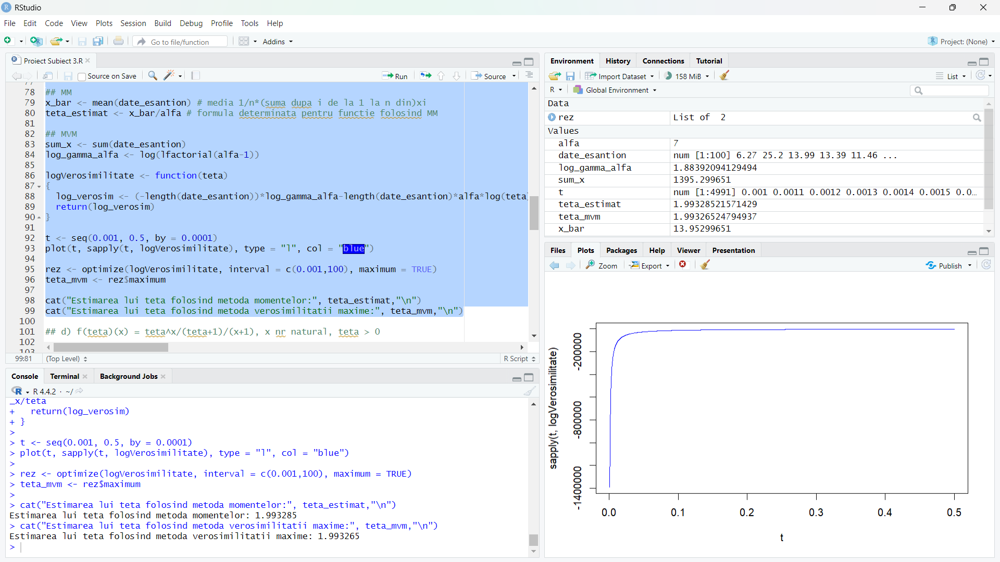 RStudio
File Edit Code View Plots Session Build Debug Profile Tools Help
Go to file/function Addins Project: (None)
Project Subiect 3.R
Source on Save Run Source
77
78 ## MM
79 x_bar <- mean(date_esantion) # media 1/n*(suma dupa i de la 1 la n din)xi
80 teta_estimat <- x_bar/alfa # formula determinata pentru functie folosind MM
81
82 ## MVM
83 sum_x <- sum(date_esantion)
84 log_gamma_alfa <- log(lfactorial(alfa-1))
85
86 logVerosimilitate <- function(teta)
87 {
88 log_verosim <- (-length(date_esantion))*log_gamma_alfa-length(date_esantion)*alfa*log(teta
89 return(log_verosim)
90 }
91
92 t <- seq(0.001, 0.5, by = 0.0001)
93 plot(t, sapply(t, logVerosimilitate), type = "l", col = "blue")
94
95 rez <- optimize(logVerosimilitate, interval = c(0.001,100), maximum = TRUE)
96 teta_mvm <- rez$maximum
97
98 cat("Estimarea lui teta folosind metoda momentelor:", teta_estimat,"\n")
99 cat("Estimarea lui teta folosind metoda verosimilitatii maxime:", teta_mvm,"\n")
100
101 ## d) f(teta)(x) = teta^x/(teta+1)/(x+1), x nr natural, teta > 0
102
103
99:81 (Top Level) R Script
Console Terminal Background Jobs
R 4.4.2 · ~/
_x/teta
+ return(log_verosim)
+ }
>
> t <- seq(0.001, 0.5, by = 0.0001)
> plot(t, sapply(t, logVerosimilitate), type = "l", col = "blue")
>
> rez <- optimize(logVerosimilitate, interval = c(0.001,100), maximum = TRUE)
> teta_mvm <- rez$maximum
>
> cat("Estimarea lui teta folosind metoda momentelor:", teta_estimat,"\n")
Estimarea lui teta folosind metoda momentelor: 1.993285
> cat("Estimarea lui teta folosind metoda verosimilitatii maxime:", teta_mvm,"\n")
Estimarea lui teta folosind metoda verosimilitatii maxime: 1.993265
>
Environment History Connections Tutorial
Import Dataset 158 MiB List
R Global Environment
Data
rez List of 2
Values
alfa 7
date_esantion num [1:100] 6.27 25.2 13.99 13.39 11.46 ...
log_gamma_alfa 1.88392094129494
sum_x 1395.299651
t num [1:4991] 0.001 0.0011 0.0012 0.0013 0.0014 0.0015 0.0...
teta_estimat 1.99328521571429
teta_mvm 1.99326524794937
x_bar 13.95299651
Files Plots Packages Help Viewer Presentation
Zoom Export Publish
sapply(t, logVerosimilitate)
-200000
-800000
-1400000
0.0 0.1 0.2 0.3 0.4 0.5
t